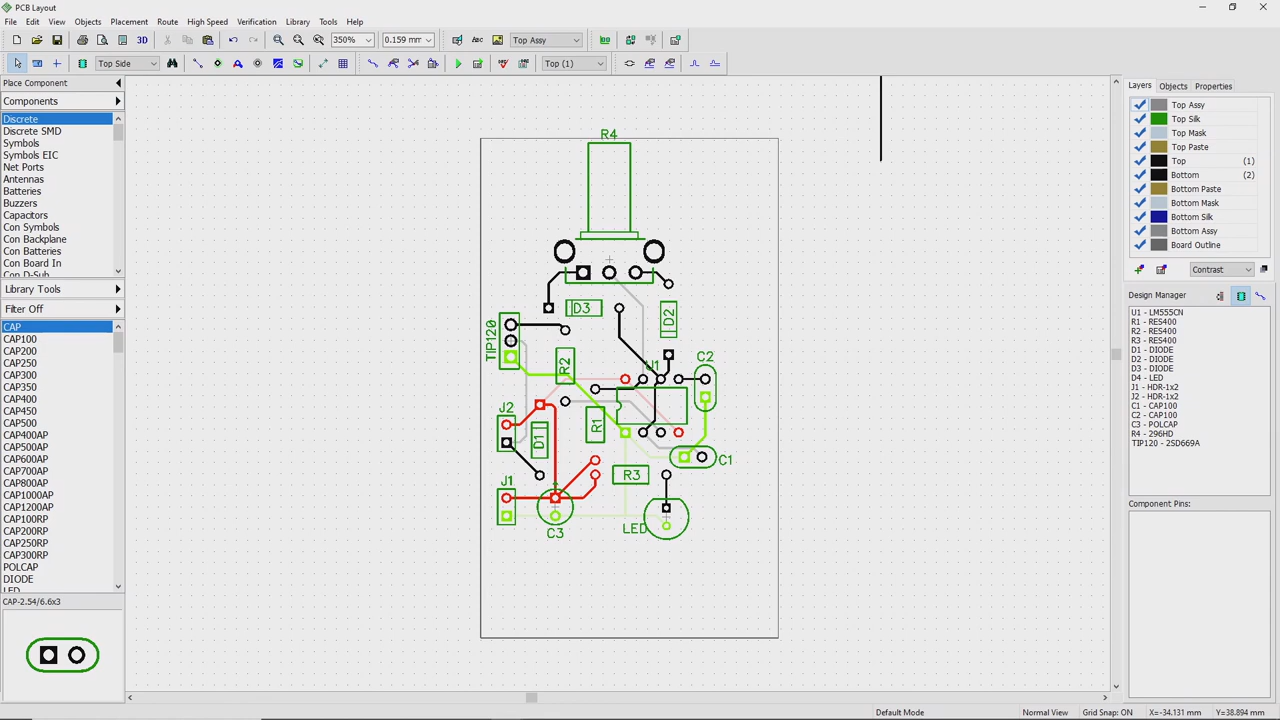 PCB Layout
File Edit View Objects Placement Route High Speed Verification Library Tools Help
3D 350% 0.159 mm ABC Top Assy
Top Side Top (1)
Place Component
Components
Discrete
Discrete SMD
Symbols
Symbols EIC
Net Ports
Antennas
Batteries
Buzzers
Capacitors
Con Symbols
Con Backplane
Con Batteries
Con Board In
Con D-Sub
Library Tools
Filter Off
CAP
CAP100
CAP200
CAP250
CAP300
CAP350
CAP400
CAP450
CAP500
CAP400AP
CAP500AP
CAP600AP
CAP700AP
CAP800AP
CAP1000AP
CAP1200AP
CAP100RP
CAP200RP
CAP250RP
CAP300RP
POLCAP
DIODE
LED
CAP-2.54/6.6x3
R4
D3
D2
TIP120
R2
U1
C2
J2
D1
R1
C1
R3
J1
C3
LED
Layers Objects Properties
Top Assy
Top Silk
Top Mask
Top Paste
Top (1)
Bottom (2)
Bottom Paste
Bottom Mask
Bottom Silk
Bottom Assy
Board Outline
Contrast
Design Manager
U1 - LM555CN
R1 - RES400
R2 - RES400
R3 - RES400
D1 - DIODE
D2 - DIODE
D3 - DIODE
D4 - LED
J1 - HDR-1x2
J2 - HDR-1x2
C1 - CAP100
C2 - CAP100
C3 - POLCAP
R4 - 296HD
TIP120 - 2SD669A
Component Pins
Default Mode Normal View Grid Snap: ON X=-34.131 mm Y=38.894 mm